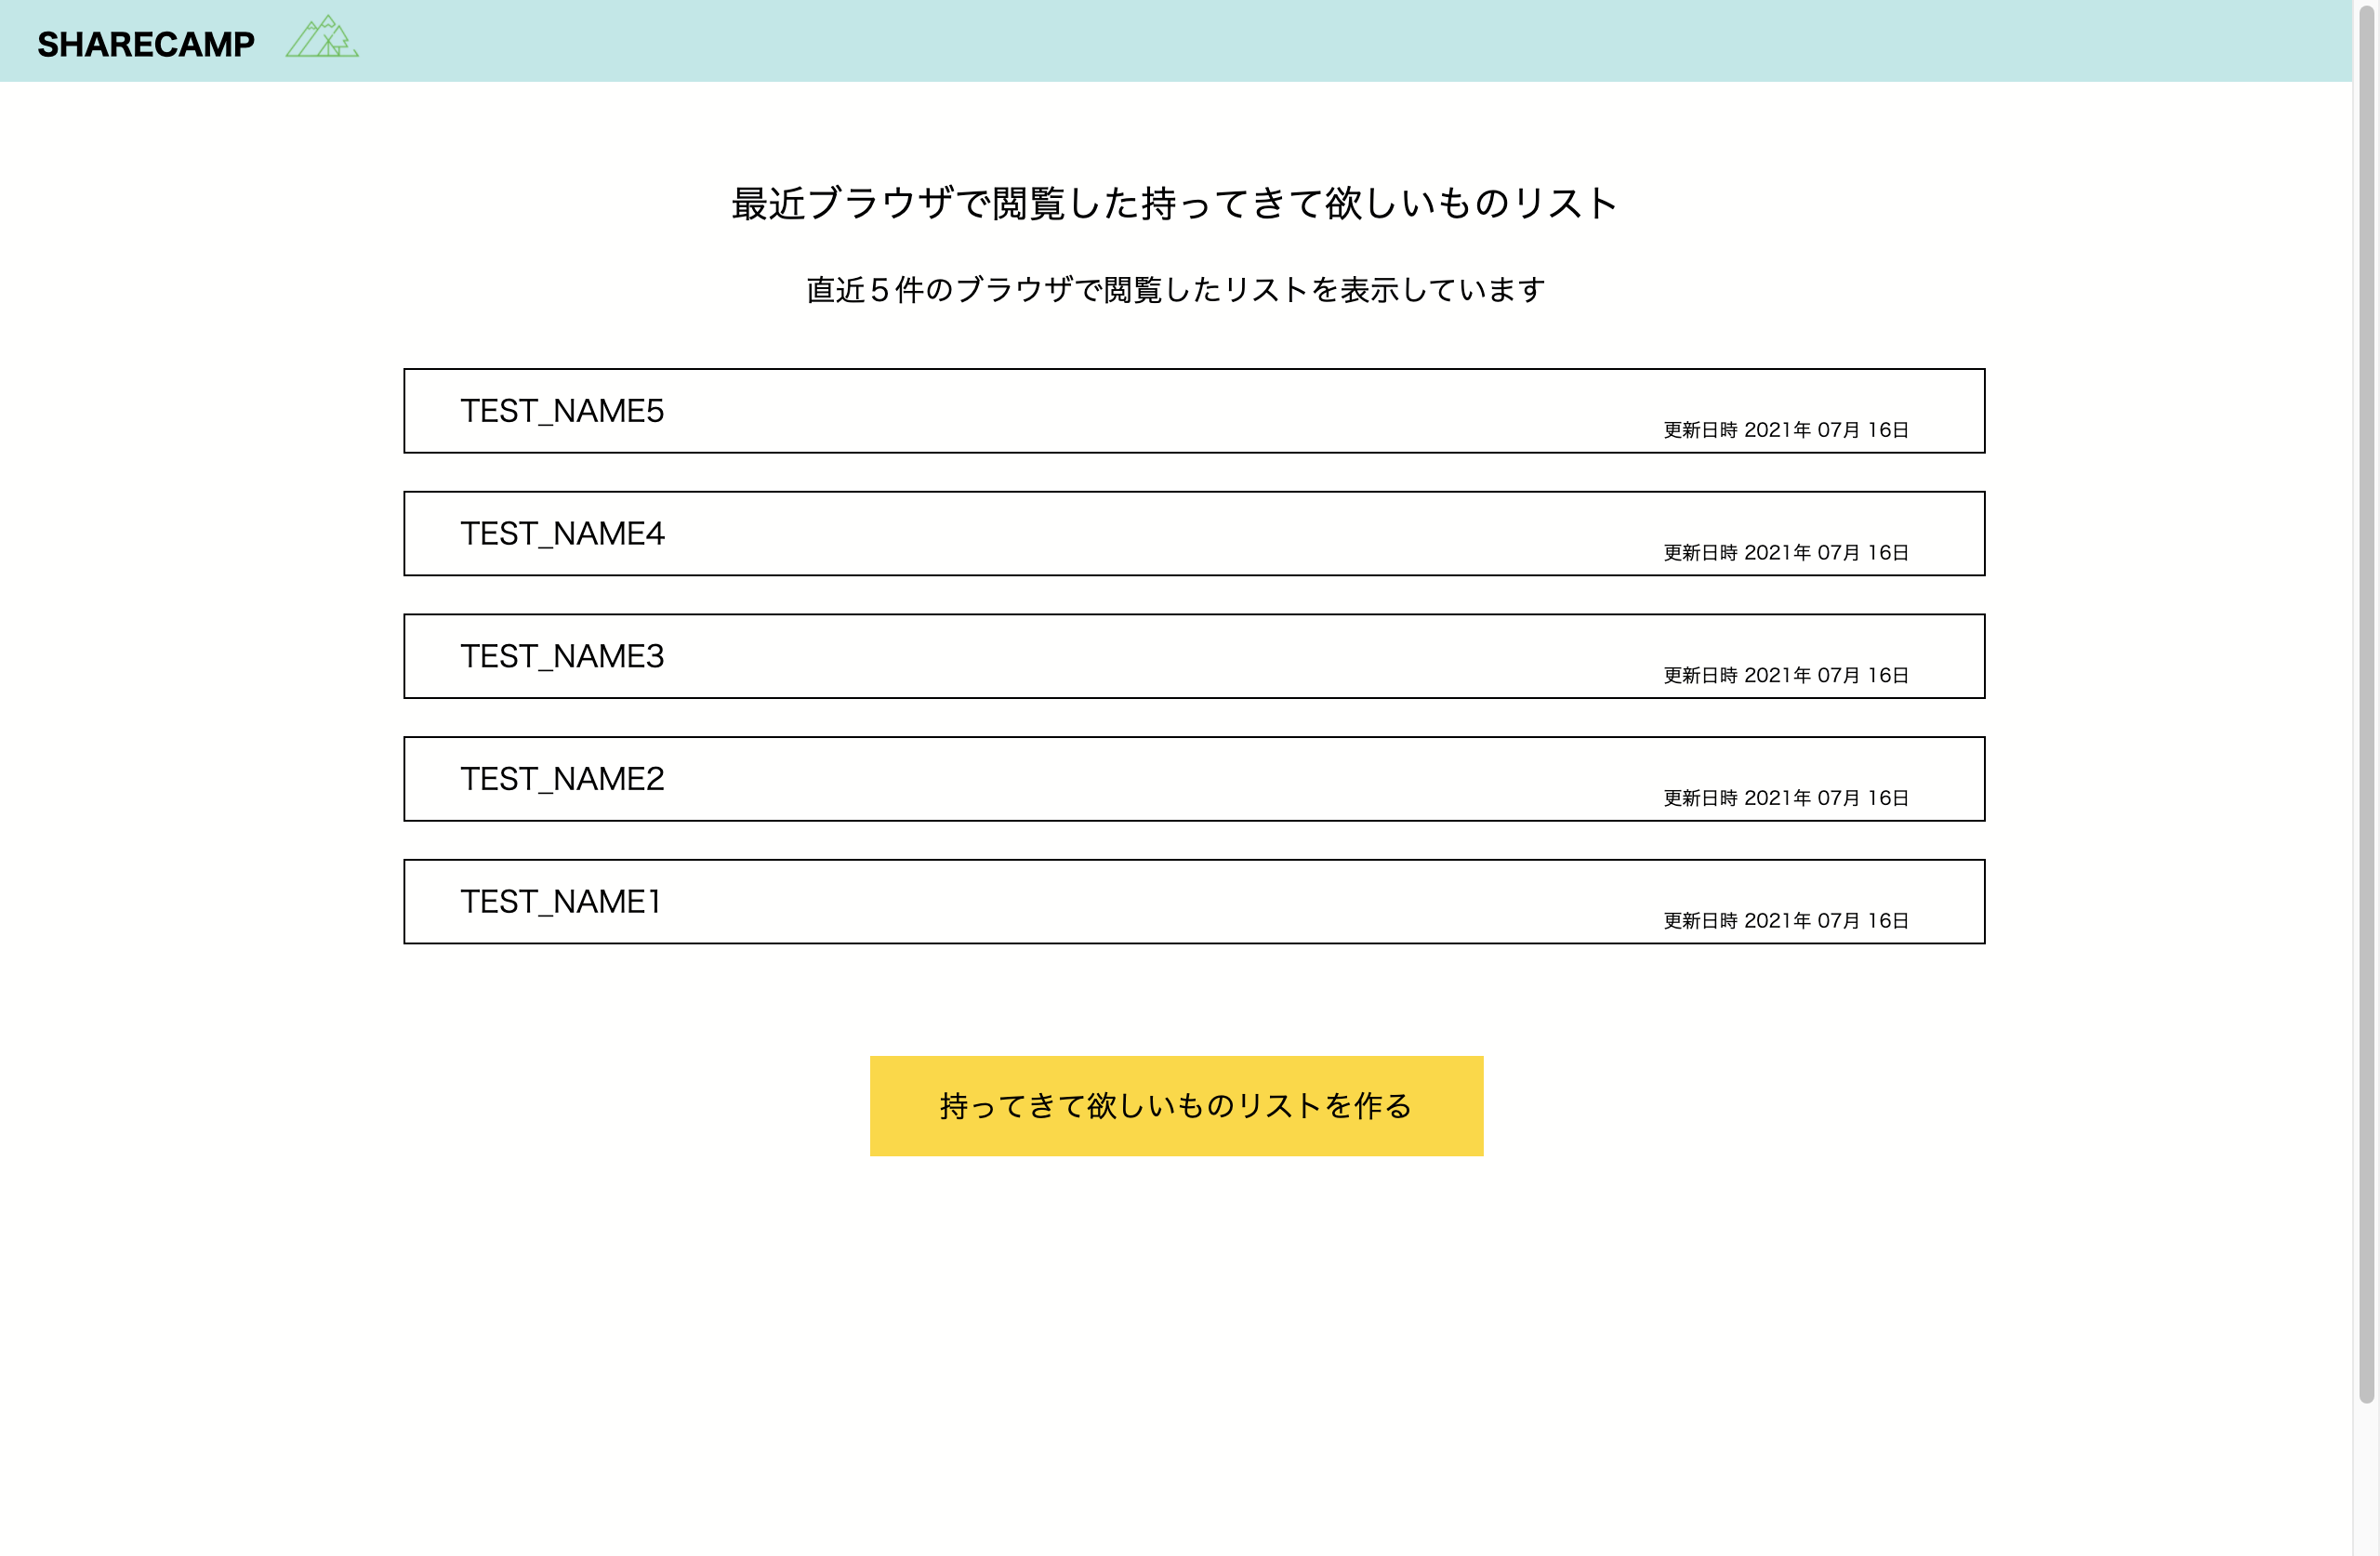 SHARECAMP
最近ブラウザで閲覧した持ってきて欲しいものリスト
直近５件のブラウザで閲覧したリストを表示しています
TEST_NAME5
更新日時 2021年 07月 16日
TEST_NAME4
更新日時 2021年 07月 16日
TEST_NAME3
更新日時 2021年 07月 16日
TEST_NAME2
更新日時 2021年 07月 16日
TEST_NAME1
更新日時 2021年 07月 16日
持ってきて欲しいものリストを作る